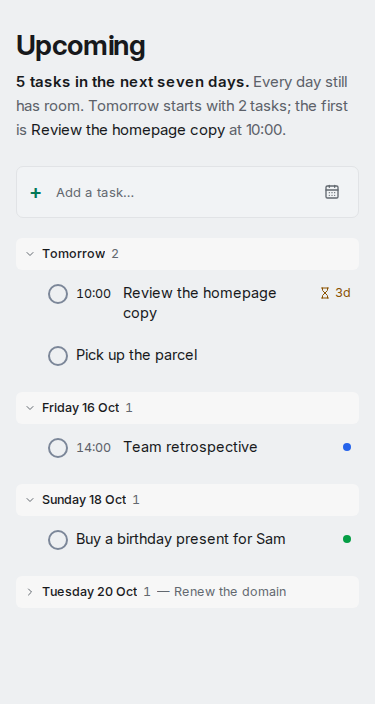 Upcoming
5 tasks in the next seven days. Every day still
has room. Tomorrow starts with 2 tasks; the first
is Review the homepage copy at 10:00.
+ Add a task...
Tomorrow 2
10:00 Review the homepage 3d
copy
Pick up the parcel
Friday 16 Oct 1
14:00 Team retrospective
Sunday 18 Oct 1
Buy a birthday present for Sam
Tuesday 20 Oct 1 — Renew the domain